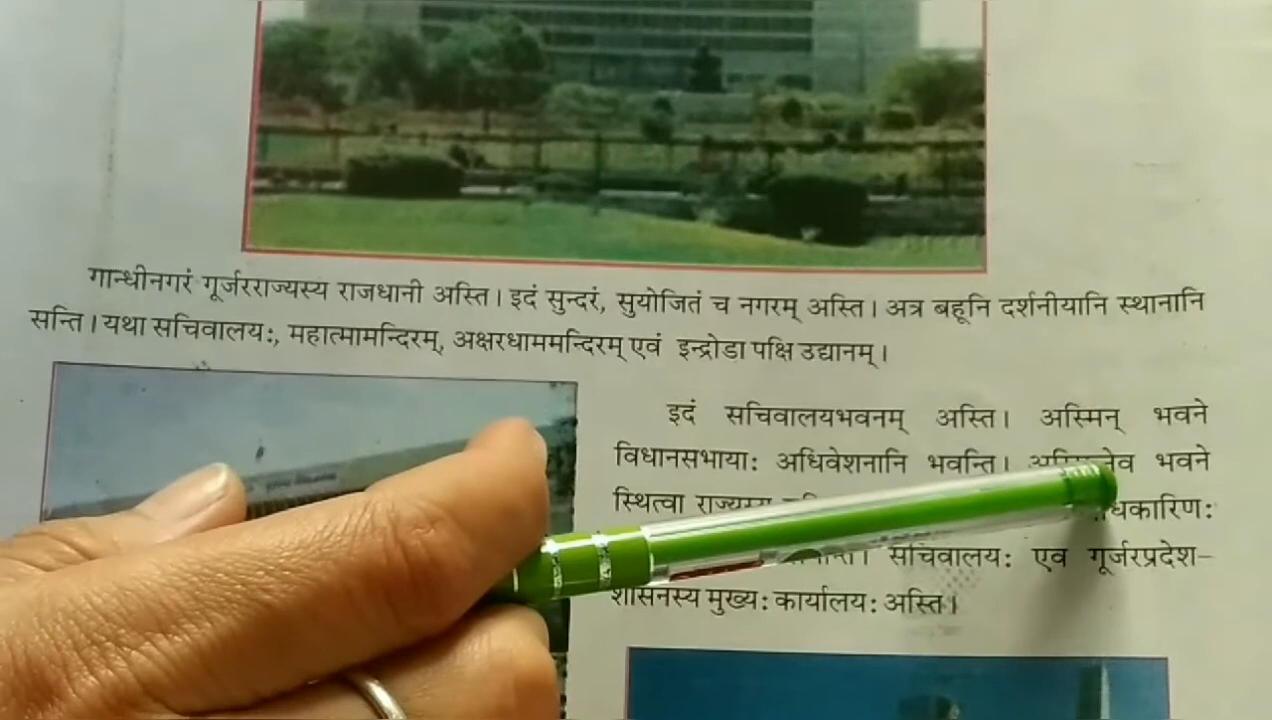 गान्धीनगरं गूर्जरराज्यस्य राजधानी अस्ति। इदं सुन्दरं, सुयोजितं च नगरम् अस्ति। अत्र बहूनि दर्शनीयानि स्थानानि
सन्ति। यथा सचिवालयः, महात्मामन्दिरम्, अक्षरधाममन्दिरम् एवं इन्द्रोडा पक्षि उद्यानम्।
इदं सचिवालयभवनम् अस्ति। अस्मिन् भवने
विधानसभायाः अधिवेशनानि भवन्ति। भवने
स्थित्वा
सचिवालयः एव गूर्जरप्रदेश–
शासनस्य मुख्यः कार्यालयः अस्ति।